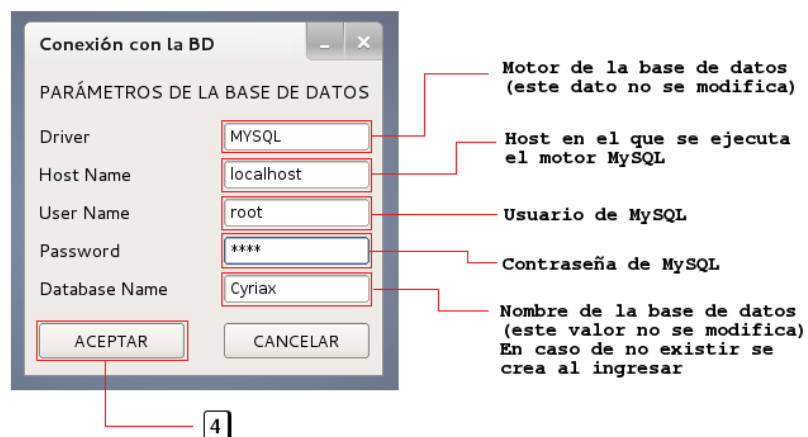 Conexión con la BD
PARÁMETROS DE LA BASE DE DATOS
Driver
MYSQL
Host Name
localhost
User Name
root
Password
****
Database Name
Cyriax
ACEPTAR
CANCELAR
Motor de la base de datos
(este dato no se modifica)
Host en el que se ejecuta
el motor MySQL
Usuario de MySQL
Contraseña de MySQL
Nombre de la base de datos
(este valor no se modifica)
En caso de no existir se
crea al ingresar
4